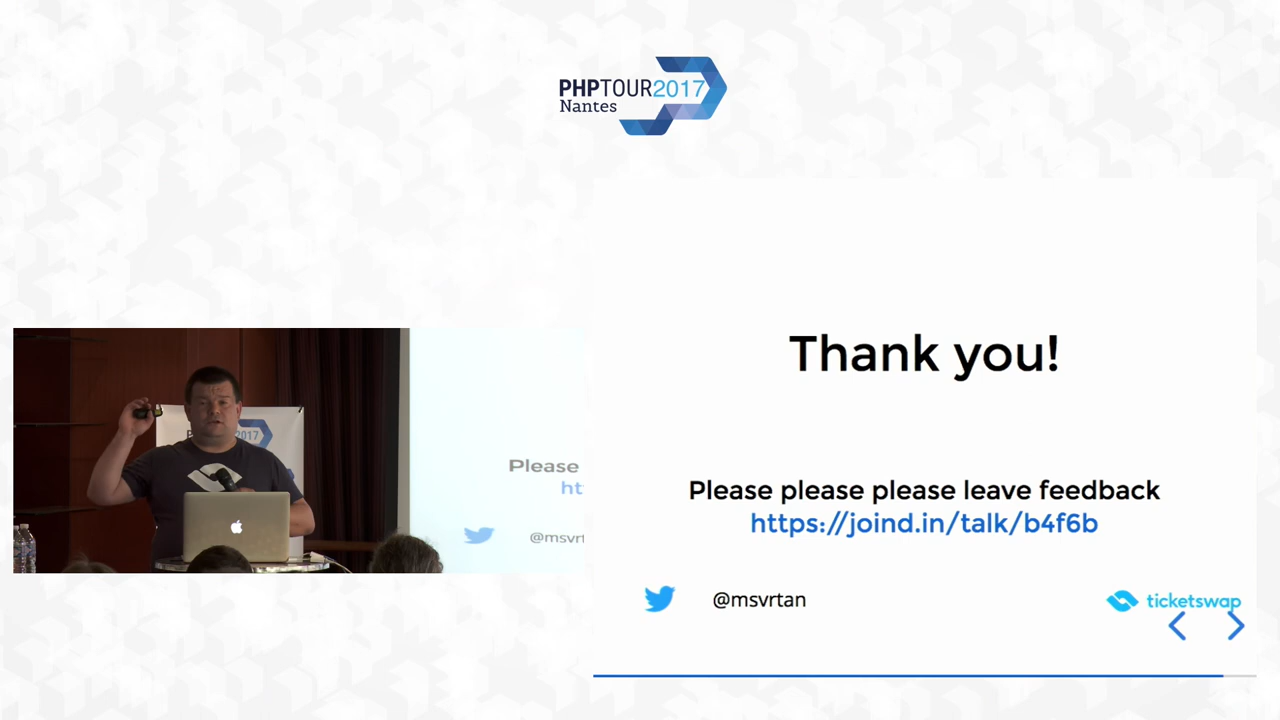 PHPTOUR2017
Nantes
Thank you!
Please please please leave feedback
https://joind.in/talk/b4f6b
@msvrtan
ticketswap
2017
Please
ht
@msvrt